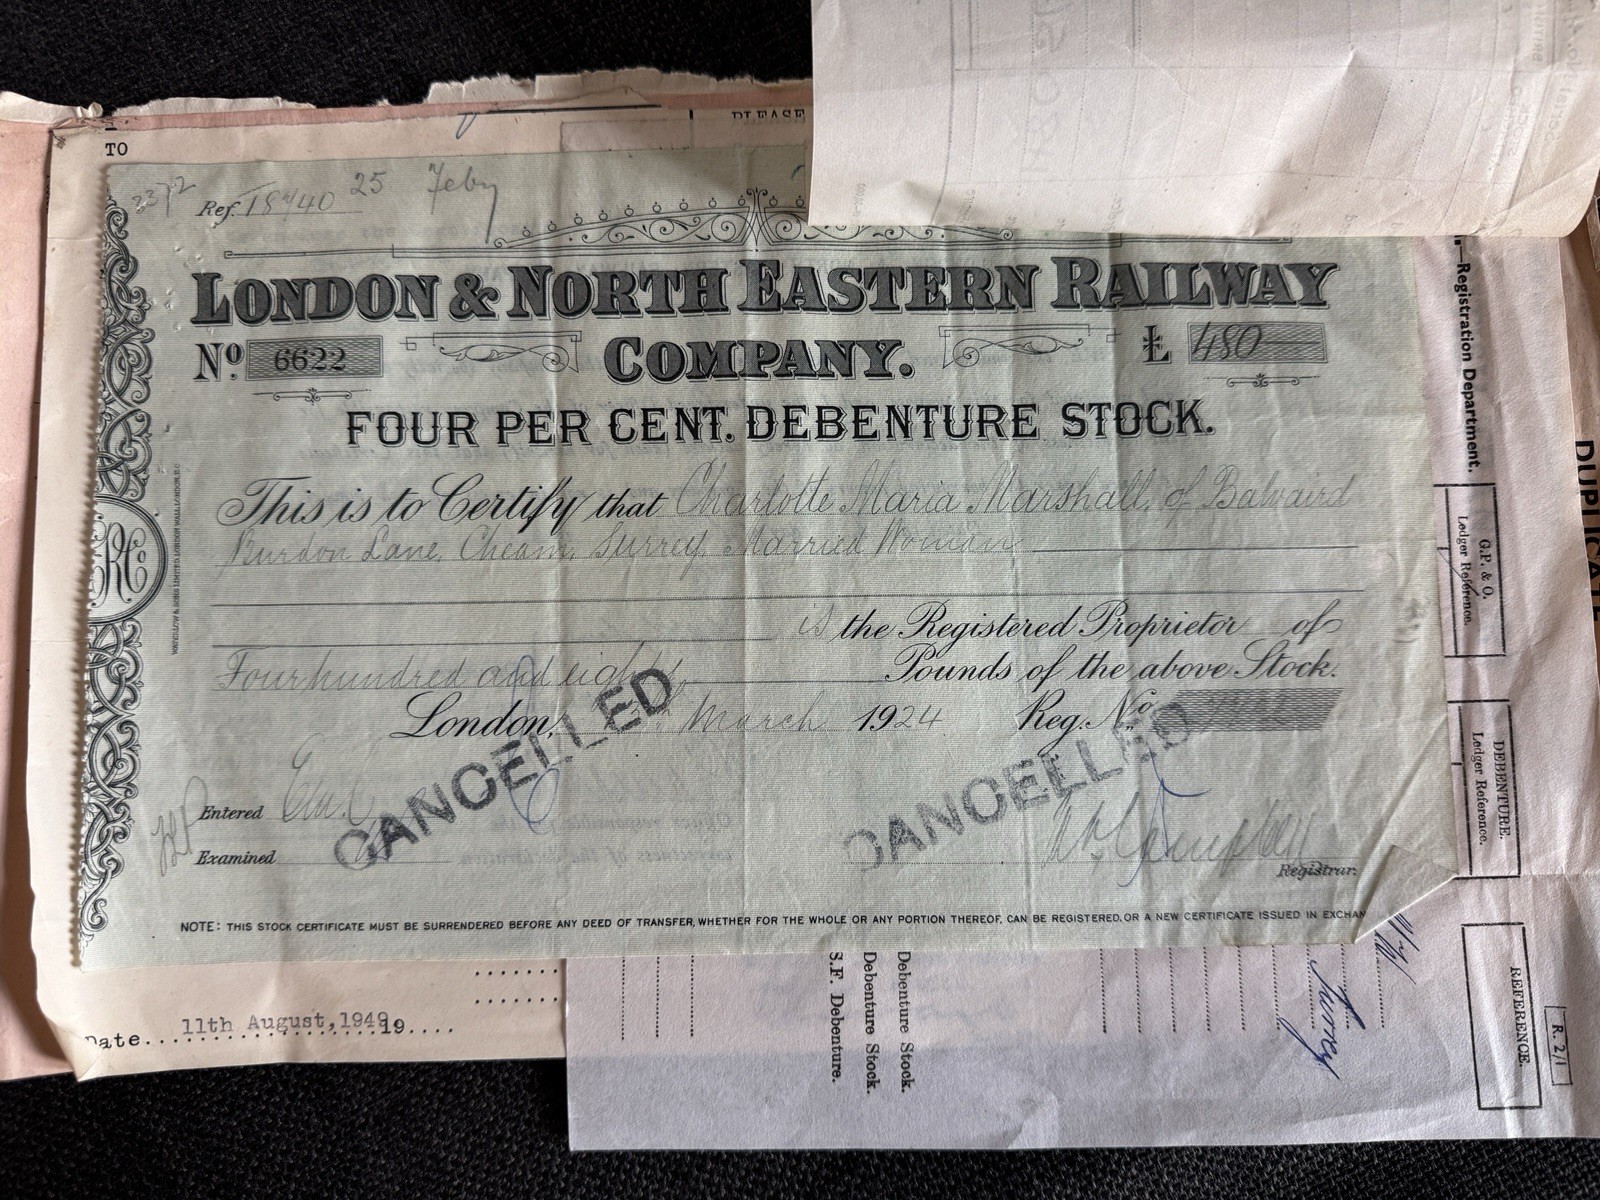 TO
PLEASE
2372
Ref. T8740 25 Feby
LONDON & NORTH EASTERN RAILWAY
COMPANY.
No. 6622
£ 480
FOUR PER CENT. DEBENTURE STOCK.
This is to Certify that Charlotte Maria Marshall, of Balvaird
Burdon Lane, Cheam, Surrey, Married Woman
is the Registered Proprietor of
Four hundred and eighty Pounds of the above Stock.
London, March 1924 Reg. No.
CANCELLED
CANCELLED
Entered
Examined
Registrar.
NOTE: THIS STOCK CERTIFICATE MUST BE SURRENDERED BEFORE ANY DEED OF TRANSFER, WHETHER FOR THE WHOLE OR ANY PORTION THEREOF, CAN BE REGISTERED, OR A NEW CERTIFICATE ISSUED IN EXCHAN
Date 11th August, 1949 19
Debenture Stock.
Debenture Stock.
S.F. Debenture.
Surrey
—Registration Department.
G.P. & O.
Ledger Reference.
DEBENTURE.
Ledger Reference.
REFERENCE.
R. 2/1
DUPLICATE